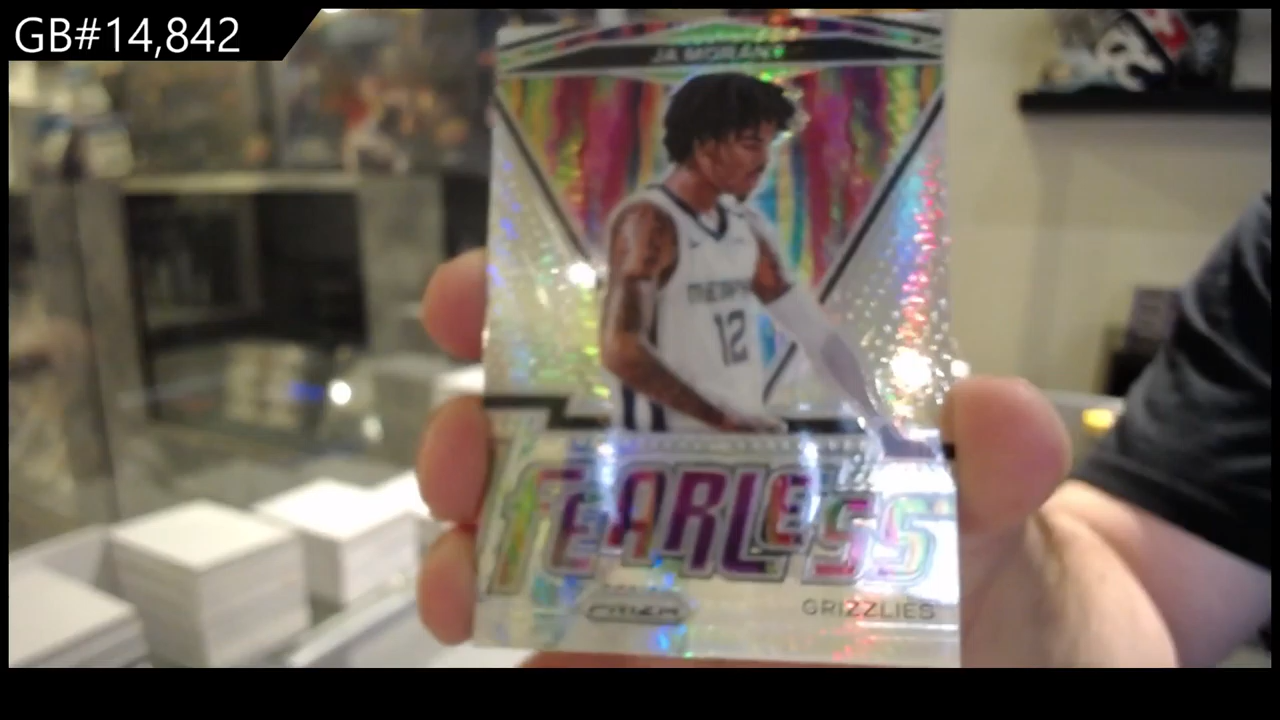 GB#14,842
JA MORANT
MEMPHIS
12
FEARLESS
PRIZM
GRIZZLIES